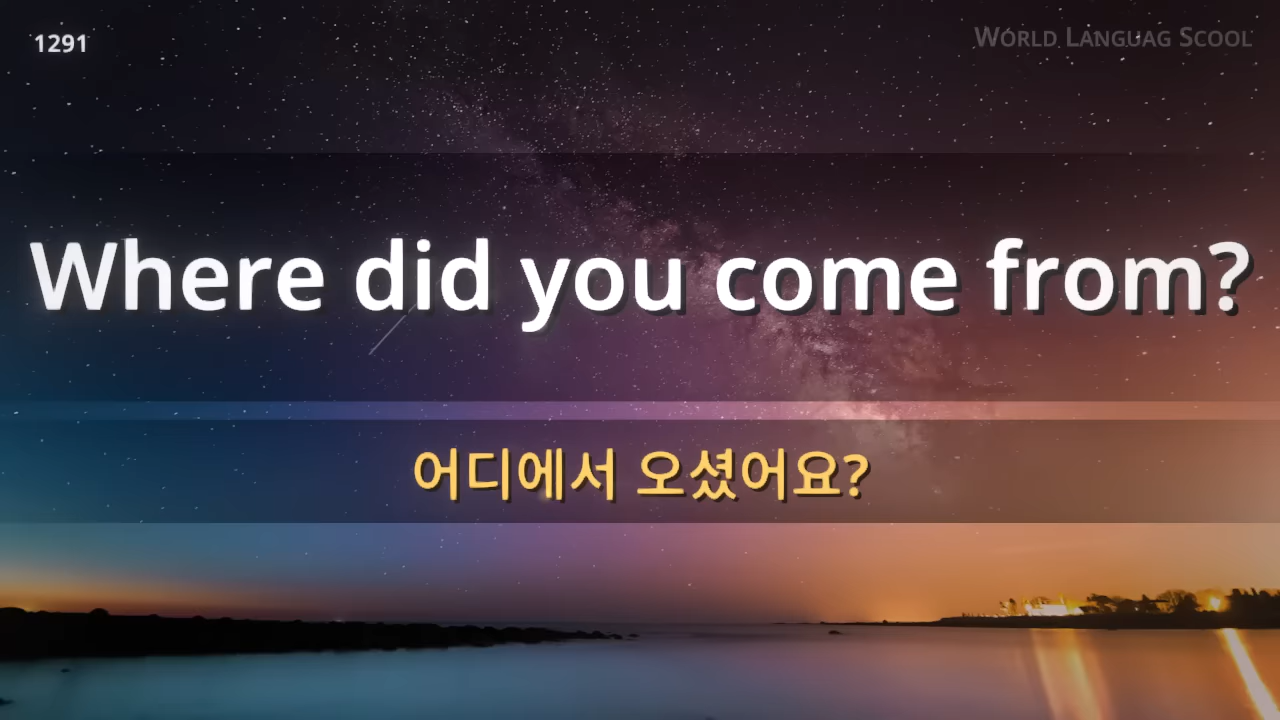 1291
WORLD LANGUAG SCOOL
Where did you come from?
어디에서 오셨어요?